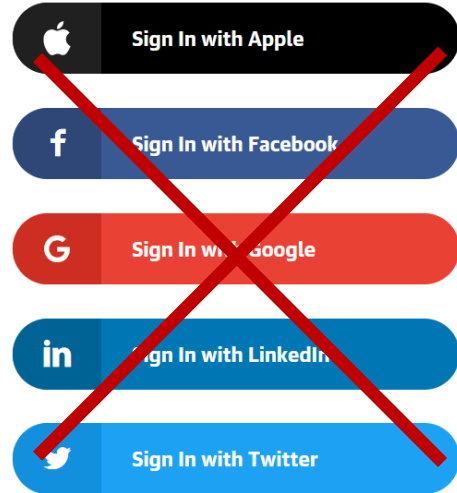 Sign In with Apple
Sign In with Facebook
Sign In with Google
Sign In with LinkedIn
Sign In with Twitter